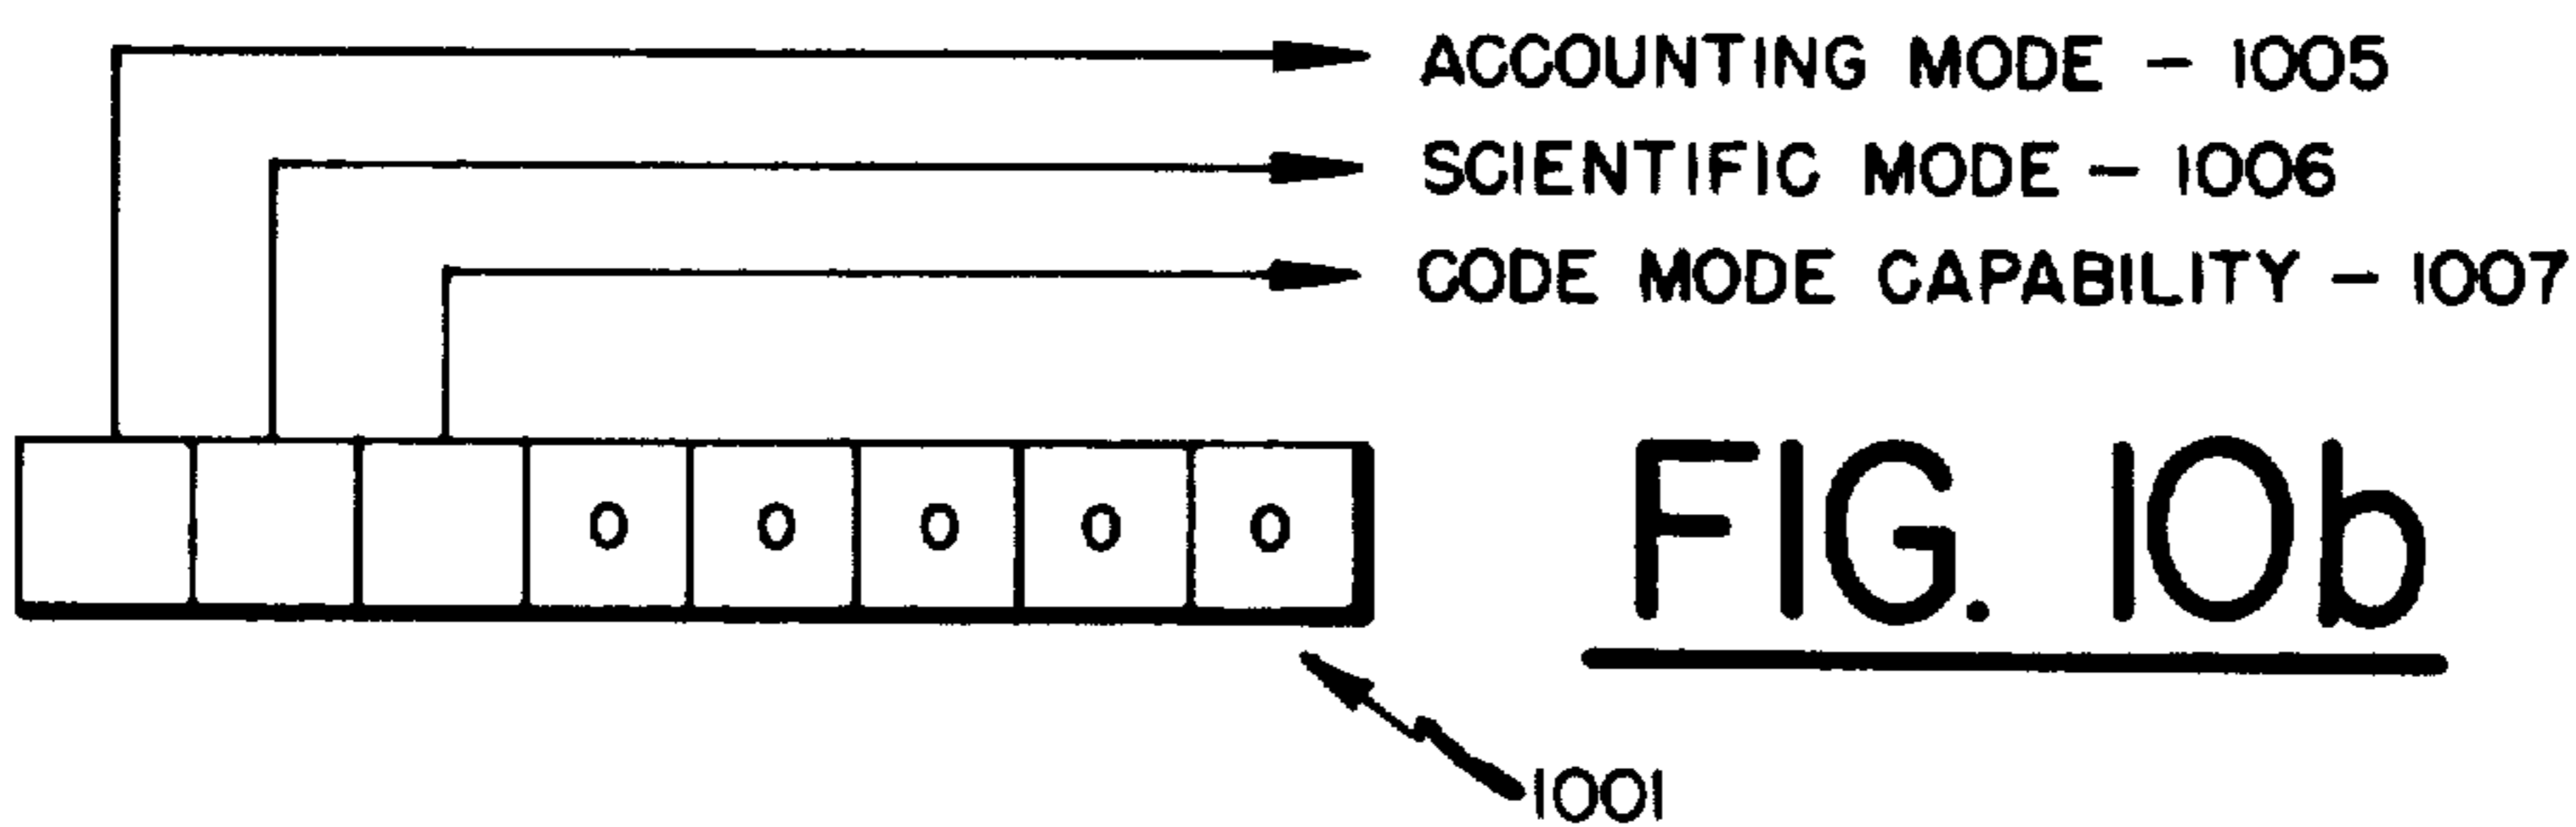 ACCOUNTING MODE - 1005
SCIENTIFIC MODE - 1006
CODE MODE CAPABILITY - 1007
0 0 0 0 0
FIG. 10b
1001